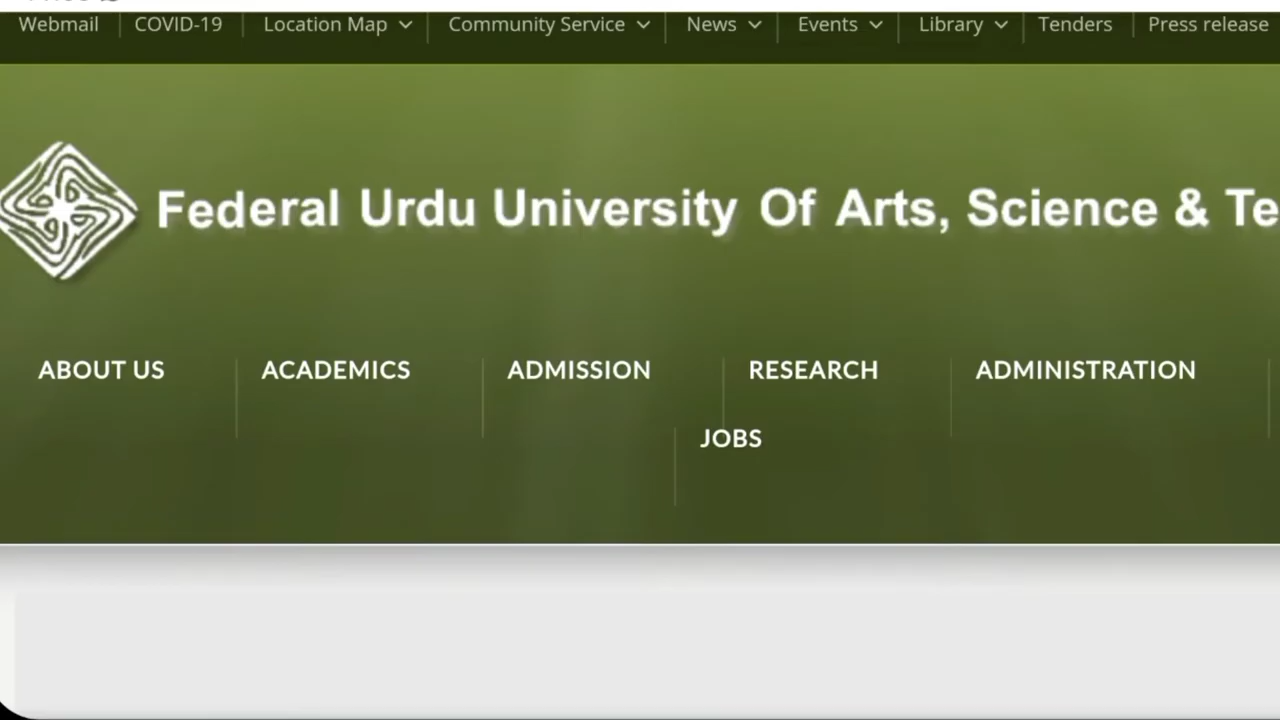 Webmail COVID-19 Location Map Community Service News Events Library Tenders Press release
Federal Urdu University Of Arts, Science & Te
ABOUT US ACADEMICS ADMISSION RESEARCH ADMINISTRATION
JOBS